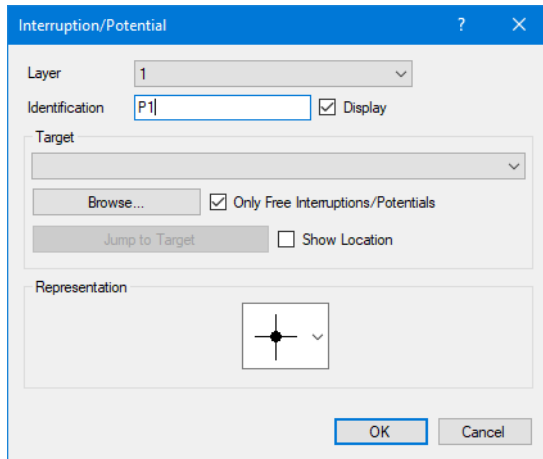 Interruption/Potential ? ×
Layer 1
Identification P1 Display
Target
Browse... Only Free Interruptions/Potentials
Jump to Target Show Location
Representation
OK Cancel